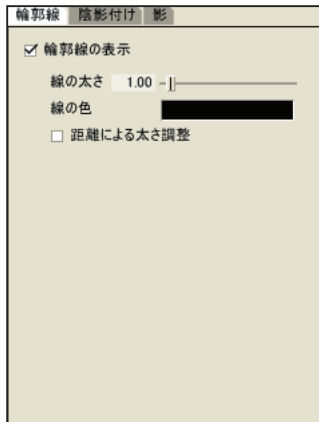 輪郭線 陰影付け 影
輪郭線の表示
線の太さ 1.00
線の色
距離による太さ調整